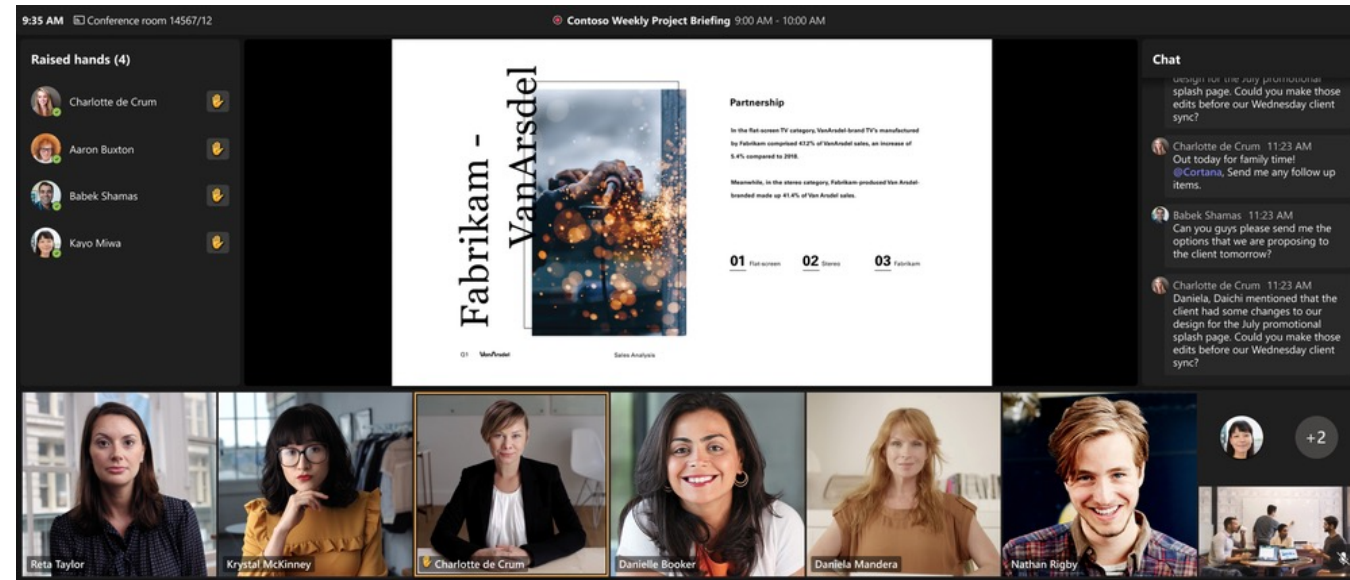 9:35 AM Conference room 14567/12
Contoso Weekly Project Briefing 9:00 AM - 10:00 AM
Raised hands (4)
Charlotte de Crum
Aaron Buxton
Babek Shamas
Kayo Miwa
Fabrikam -
VanArsdel
Partnership
In the flat-screen TV category, VanArsdel-brand TV's manufactured
by Fabrikam comprised 47.2% of VanArsdel sales, an increase of
5.4% compared to 2018.
Meanwhile, in the stereo category, Fabrikam-produced Van Arsdel-
branded made up 41.4% of Van Arsdel sales.
01 Flat-screen 02 Stereo 03 Fabrikam
VanArsdel Sales Analysis
Chat
design for the July promotional
splash page. Could you make those
edits before our Wednesday client
sync?
Charlotte de Crum 11:23 AM
Out today for family time!
@Cortana, Send me any follow up
items.
Babek Shamas 11:23 AM
Can you guys please send me the
options that we are proposing to
the client tomorrow?
Charlotte de Crum 11:23 AM
Daniela, Daichi mentioned that the
client had some changes to our
design for the July promotional
splash page. Could you make those
edits before our Wednesday client
sync?
+2
Reta Taylor
Krystal McKinney
Charlotte de Crum
Danielle Booker
Daniela Mandera
Nathan Rigby